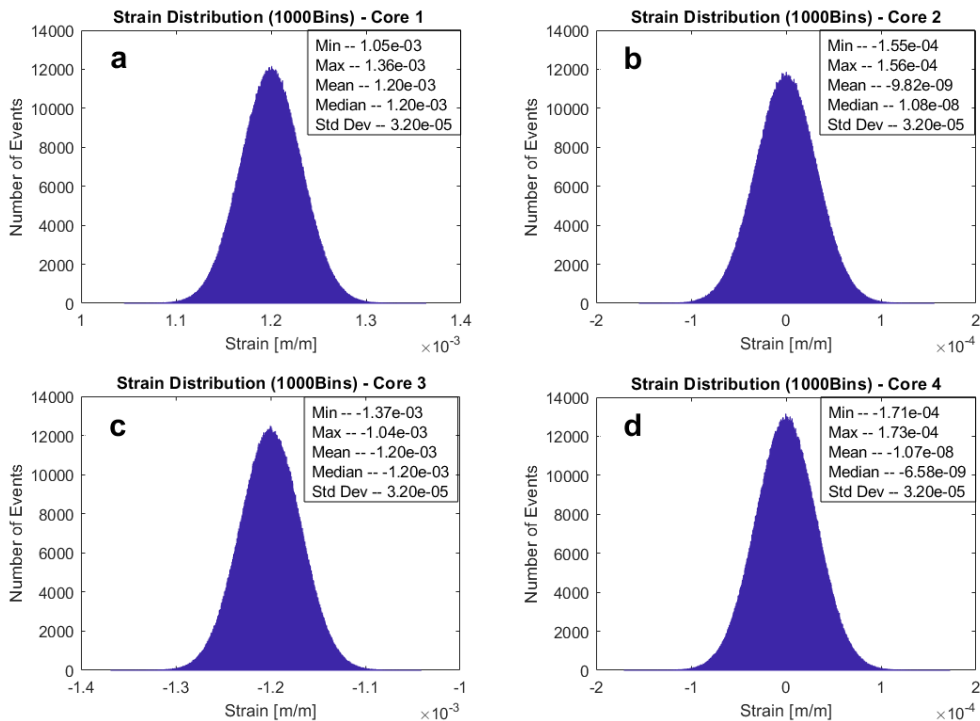 Strain Distribution (1000Bins) - Core 1
a
Min -- 1.05e-03
Max -- 1.36e-03
Mean -- 1.20e-03
Median -- 1.20e-03
Std Dev -- 3.20e-05
Number of Events
14000
12000
10000
8000
6000
4000
2000
0
1
1.1
1.2
1.3
1.4
Strain [m/m]
×10⁻³
Strain Distribution (1000Bins) - Core 2
b
Min -- -1.55e-04
Max -- 1.56e-04
Mean -- -9.82e-09
Median -- 1.08e-08
Std Dev -- 3.20e-05
Number of Events
14000
12000
10000
8000
6000
4000
2000
0
-2
-1
0
1
2
Strain [m/m]
×10⁻⁴
Strain Distribution (1000Bins) - Core 3
c
Min -- -1.37e-03
Max -- -1.04e-03
Mean -- -1.20e-03
Median -- -1.20e-03
Std Dev -- 3.20e-05
Number of Events
14000
12000
10000
8000
6000
4000
2000
0
-1.4
-1.3
-1.2
-1.1
-1
Strain [m/m]
×10⁻³
Strain Distribution (1000Bins) - Core 4
d
Min -- -1.71e-04
Max -- 1.73e-04
Mean -- -1.07e-08
Median -- -6.58e-09
Std Dev -- 3.20e-05
Number of Events
14000
12000
10000
8000
6000
4000
2000
0
-2
-1
0
1
2
Strain [m/m]
×10⁻⁴